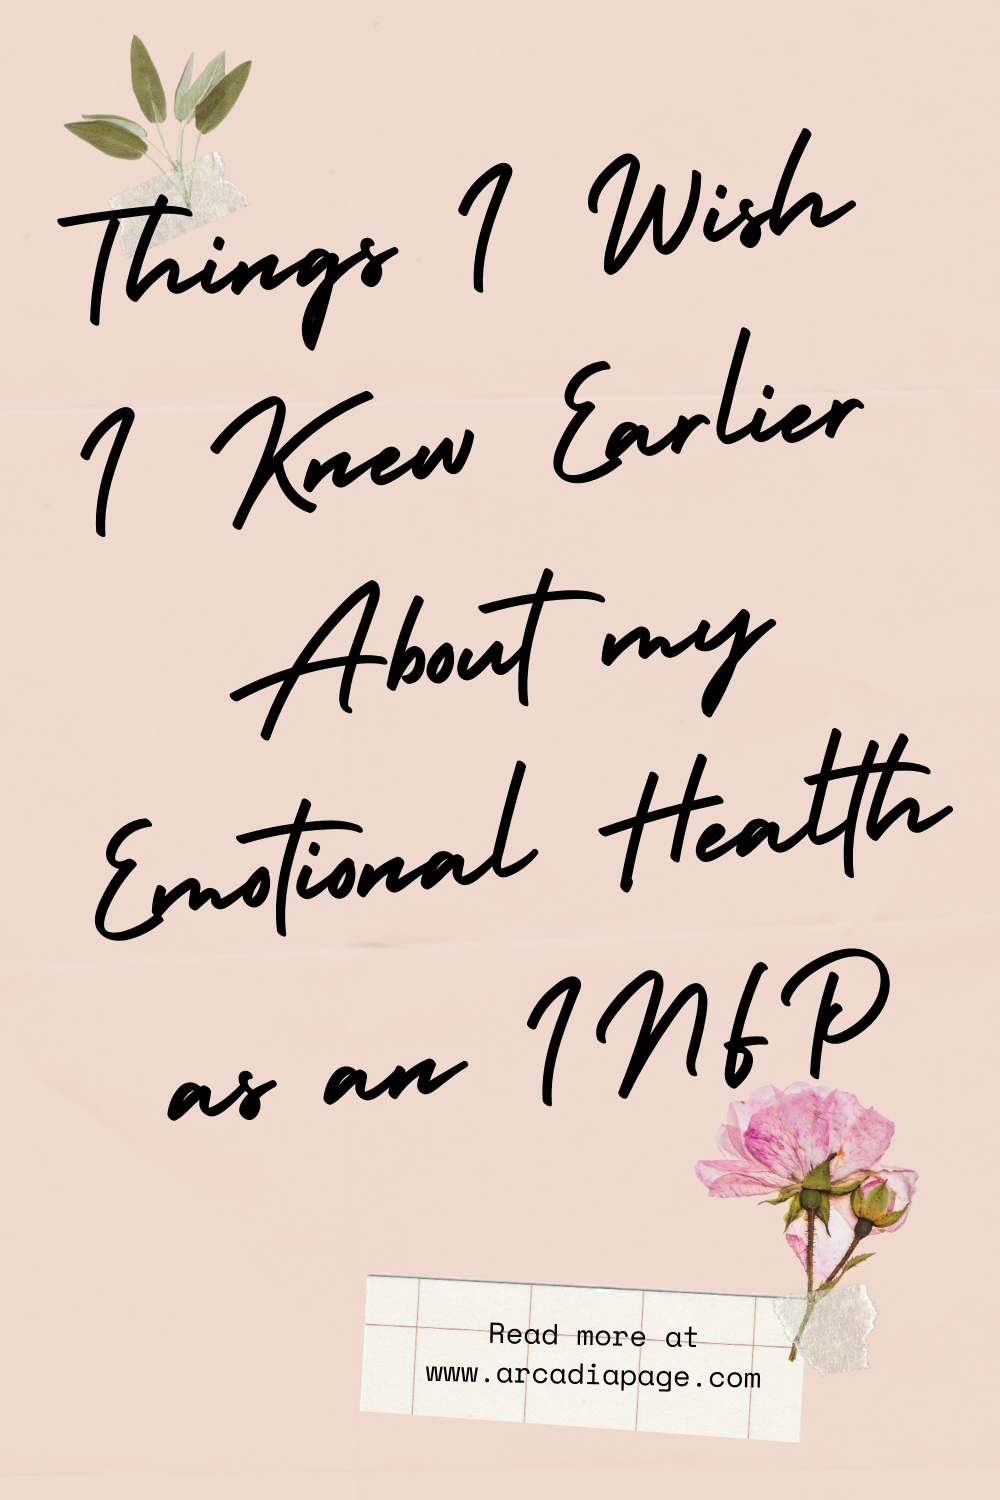 Things I Wish
I Knew Earlier
About my
Emotional Health
as an INfP
Read more at
www.arcadiapage.com